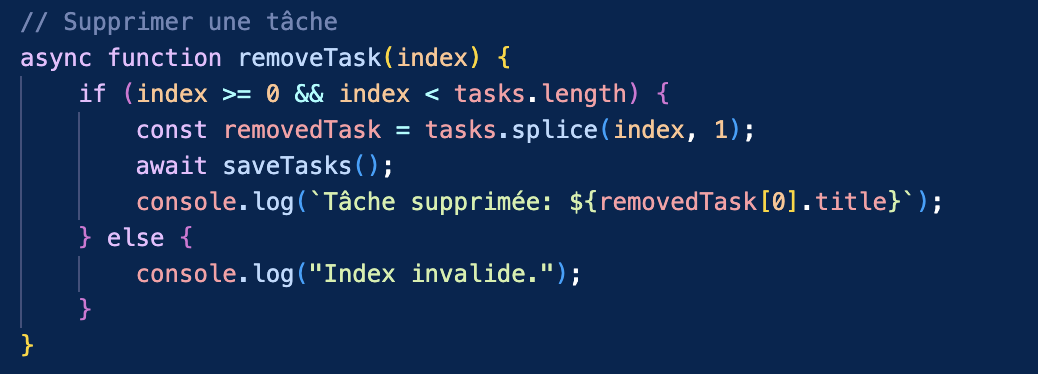 // Supprimer une tâche
async function removeTask(index) {
    if (index >= 0 && index < tasks.length) {
        const removedTask = tasks.splice(index, 1);
        await saveTasks();
        console.log(`Tâche supprimée: ${removedTask[0].title}`);
    } else {
        console.log("Index invalide.");
    }
}